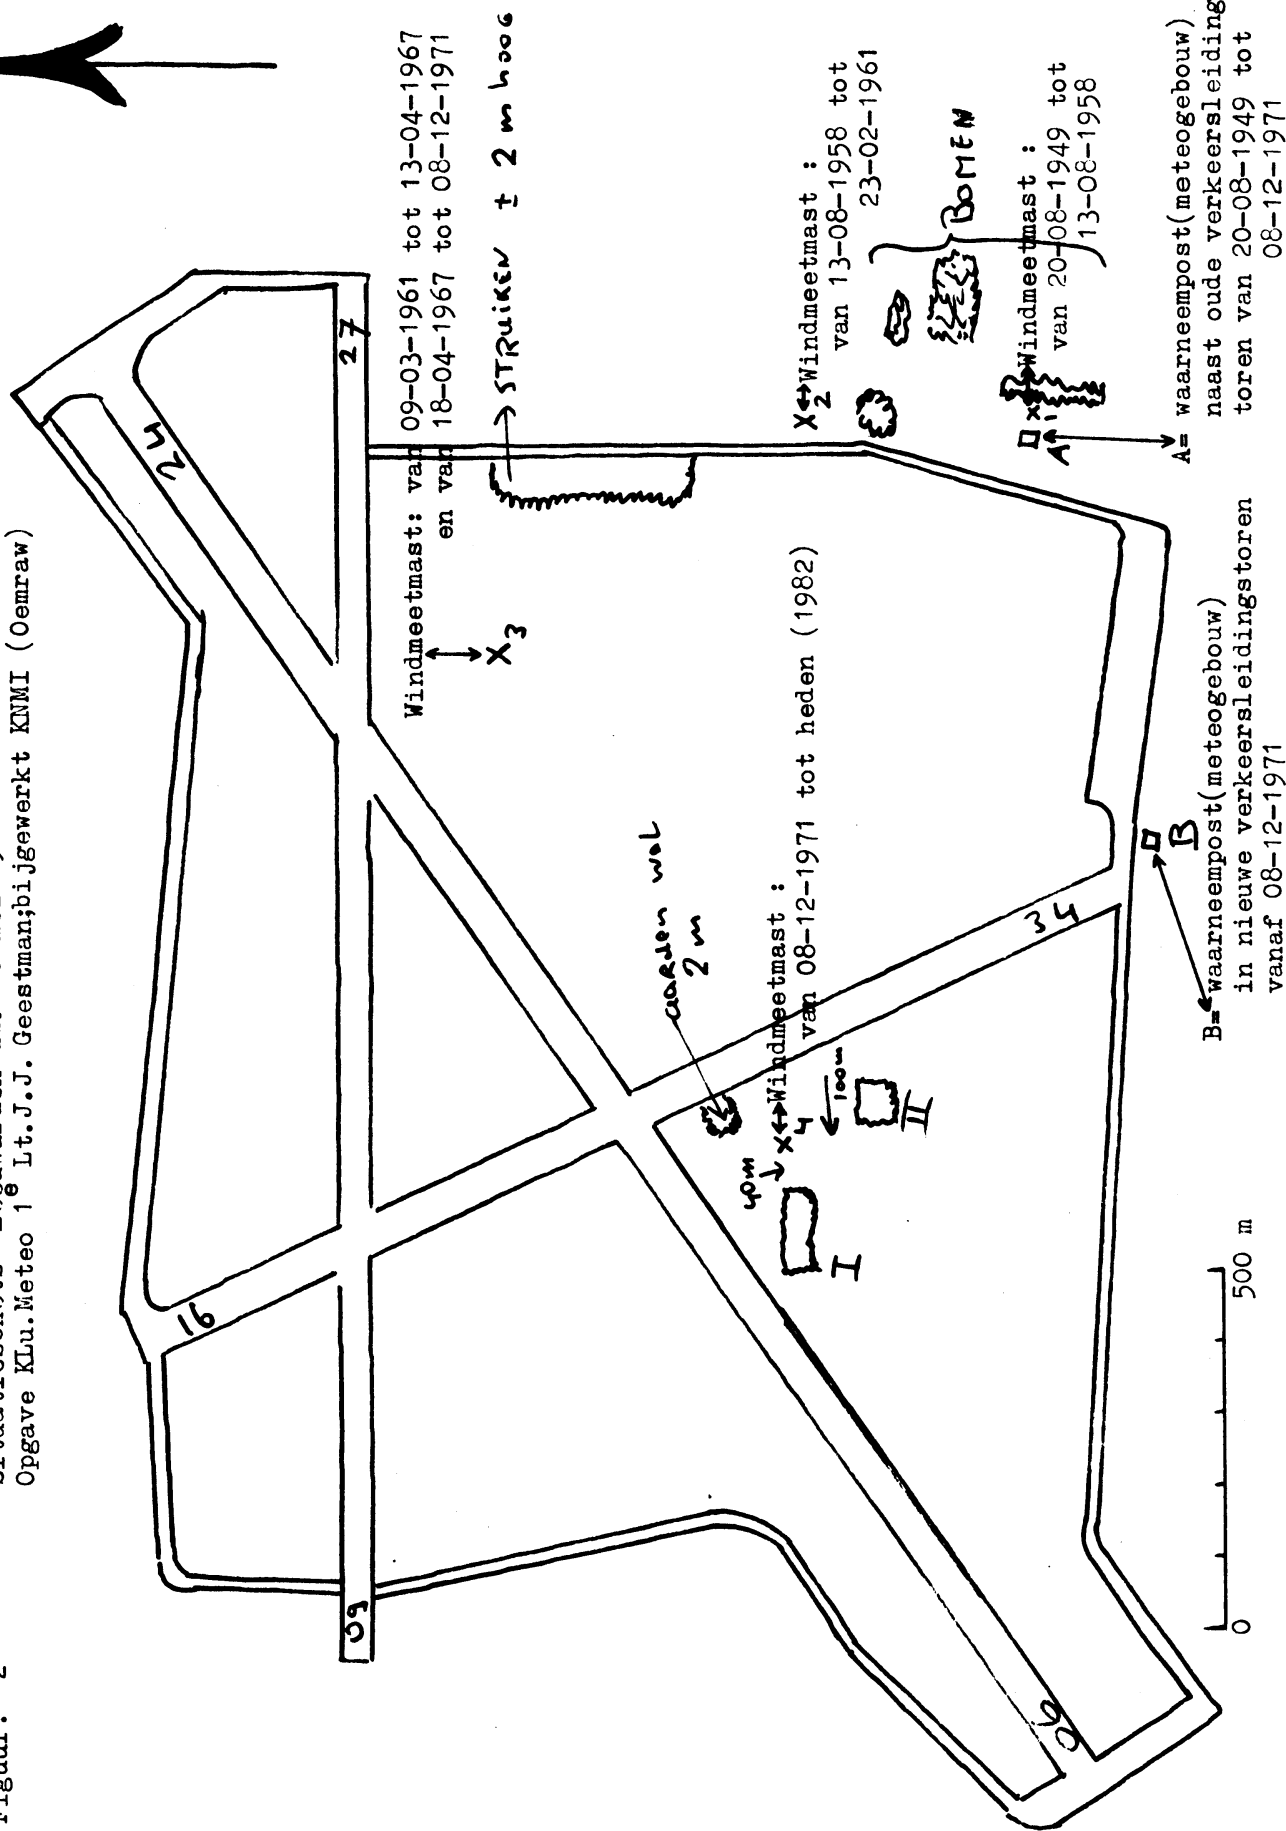 Figuur: 2
Opgave KLu.Meteo 1e Lt.J.J. Geestman;bijgewerkt KNMI (Oemraw)
24
27
16
09
06
34
Windmeetmast: van 09-03-1961 tot 13-04-1967
en van 18-04-1967 tot 08-12-1971
X3
STRUIKEN ± 2 m hoog
X2
Windmeetmast :
van 13-08-1958 tot
23-02-1961
BOMEN
Windmeetmast :
van 20-08-1949 tot
13-08-1958
x1
A
A= waarneempost(meteogebouw)
naast oude verkeersleiding
toren van 20-08-1949 tot
08-12-1971
aarden wal
2 m
Windmeetmast :
van 08-12-1971 tot heden (1982)
x4
40m
100m
I
II
B
B= waarneempost(meteogebouw)
in nieuwe verkeersleidingstoren
vanaf 08-12-1971
0
500 m